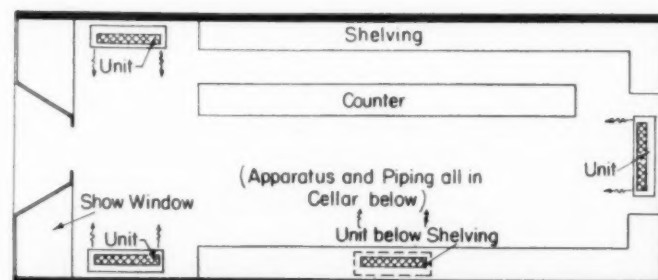 Shelving
Unit
Counter
Unit
(Apparatus and Piping all in
Cellar below)
Show Window
Unit
Unit below Shelving